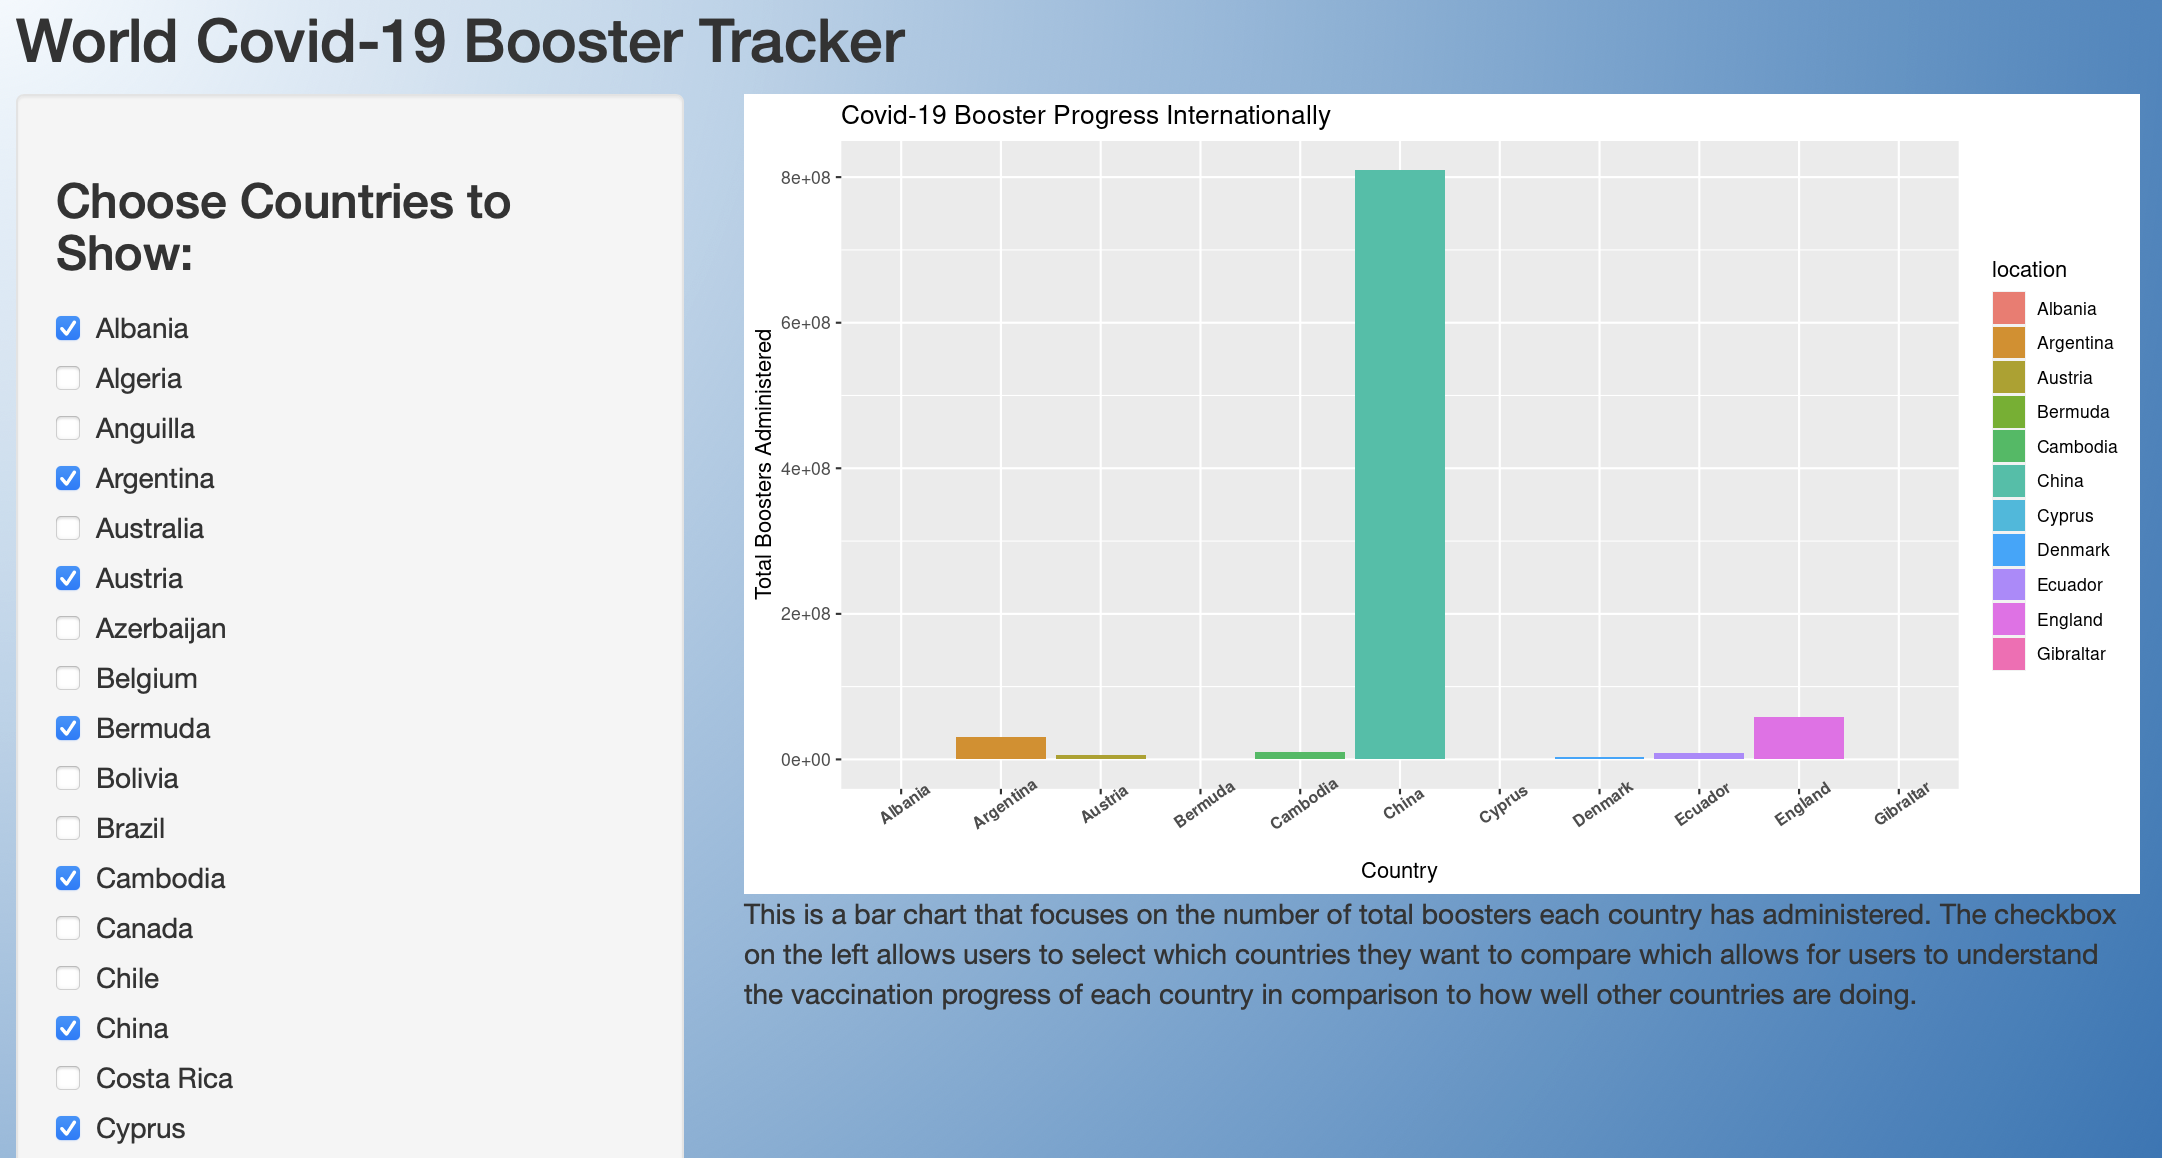 World Covid-19 Booster Tracker
Choose Countries to
Show:
Albania
Algeria
Anguilla
Argentina
Australia
Austria
Azerbaijan
Belgium
Bermuda
Bolivia
Brazil
Cambodia
Canada
Chile
China
Costa Rica
Cyprus
Covid-19 Booster Progress Internationally
Total Boosters Administered
8e+08
6e+08
4e+08
2e+08
0e+00
Albania
Argentina
Austria
Bermuda
Cambodia
China
Cyprus
Denmark
Ecuador
England
Gibraltar
Country
location
Albania
Argentina
Austria
Bermuda
Cambodia
China
Cyprus
Denmark
Ecuador
England
Gibraltar
This is a bar chart that focuses on the number of total boosters each country has administered. The checkbox
on the left allows users to select which countries they want to compare which allows for users to understand
the vaccination progress of each country in comparison to how well other countries are doing.